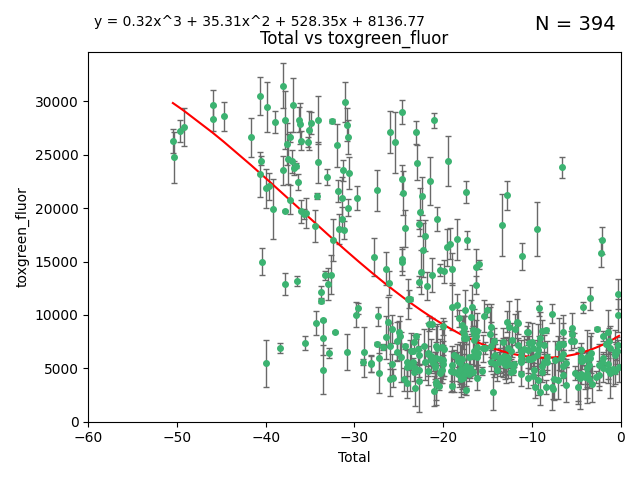 y = 0.32x^3 + 35.31x^2 + 528.35x + 8136.77
N = 394
Total vs toxgreen_fluor
30000
25000
20000
15000
10000
5000
0
toxgreen_fluor
−60
−50
−40
−30
−20
−10
0
Total